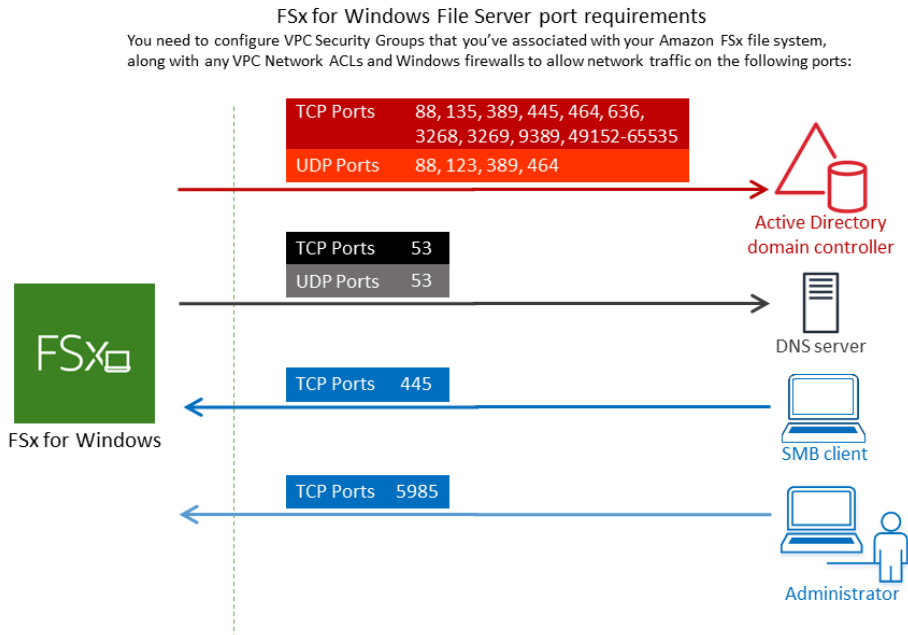 FSx for Windows File Server port requirements
You need to configure VPC Security Groups that you've associated with your Amazon FSx file system,
along with any VPC Network ACLs and Windows firewalls to allow network traffic on the following ports:
TCP Ports 88, 135, 389, 445, 464, 636,
3268, 3269, 9389, 49152-65535
UDP Ports 88, 123, 389, 464
Active Directory
domain controller
TCP Ports 53
UDP Ports 53
DNS server
FSx
FSx for Windows
TCP Ports 445
SMB client
TCP Ports 5985
Administrator